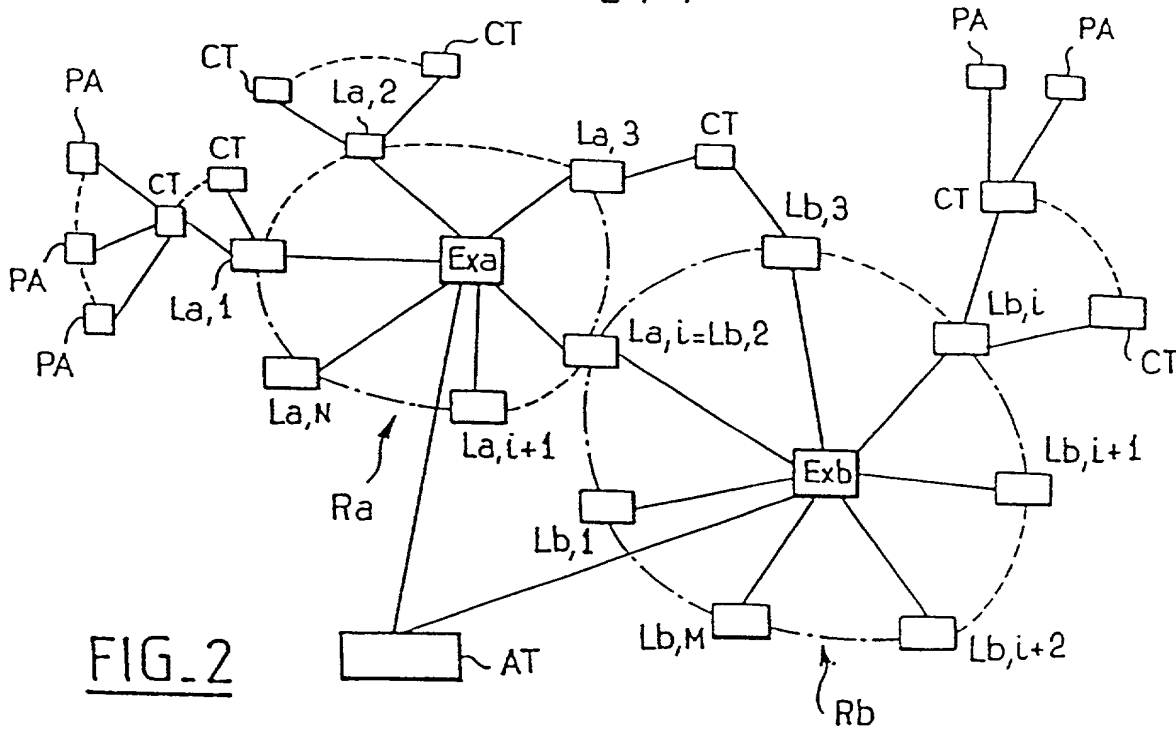 PA
PA
CT
CT
La,2
PA
La,3
CT
CT
CT
Lb,3
CT
Exa
PA
La,1
Lb,i
PA
La,i=Lb,2
CT
La,N
La,i+1
Lb,i+1
Exb
Ra
Lb,1
Lb,M
Lb,i+2
FIG_2
AT
Rb